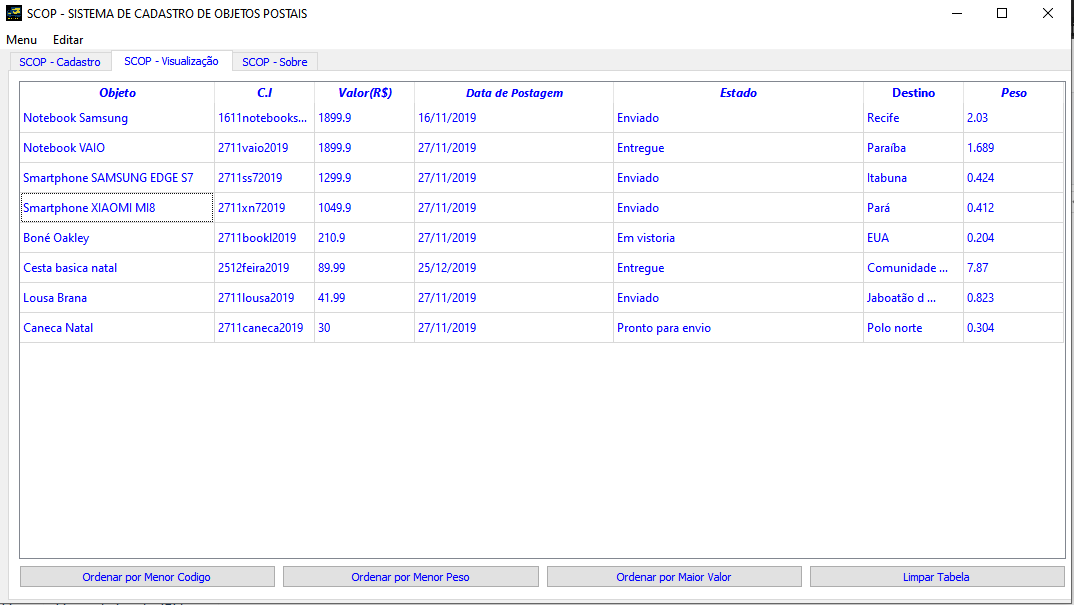 SCOP - SISTEMA DE CADASTRO DE OBJETOS POSTAIS
Menu Editar
SCOP - Cadastro SCOP - Visualização SCOP - Sobre
Objeto C.I Valor(R$) Data de Postagem Estado Destino Peso
Notebook Samsung 1611notebooks... 1899.9 16/11/2019 Enviado Recife 2.03
Notebook VAIO 2711vaio2019 1899.9 27/11/2019 Entregue Paraíba 1.689
Smartphone SAMSUNG EDGE S7 2711ss72019 1299.9 27/11/2019 Enviado Itabuna 0.424
Smartphone XIAOMI MI8 2711xn72019 1049.9 27/11/2019 Enviado Pará 0.412
Boné Oakley 2711bookl2019 210.9 27/11/2019 Em vistoria EUA 0.204
Cesta basica natal 2512feira2019 89.99 25/12/2019 Entregue Comunidade ... 7.87
Lousa Brana 2711lousa2019 41.99 27/11/2019 Enviado Jaboatão d ... 0.823
Caneca Natal 2711caneca2019 30 27/11/2019 Pronto para envio Polo norte 0.304
Ordenar por Menor Codigo Ordenar por Menor Peso Ordenar por Maior Valor Limpar Tabela